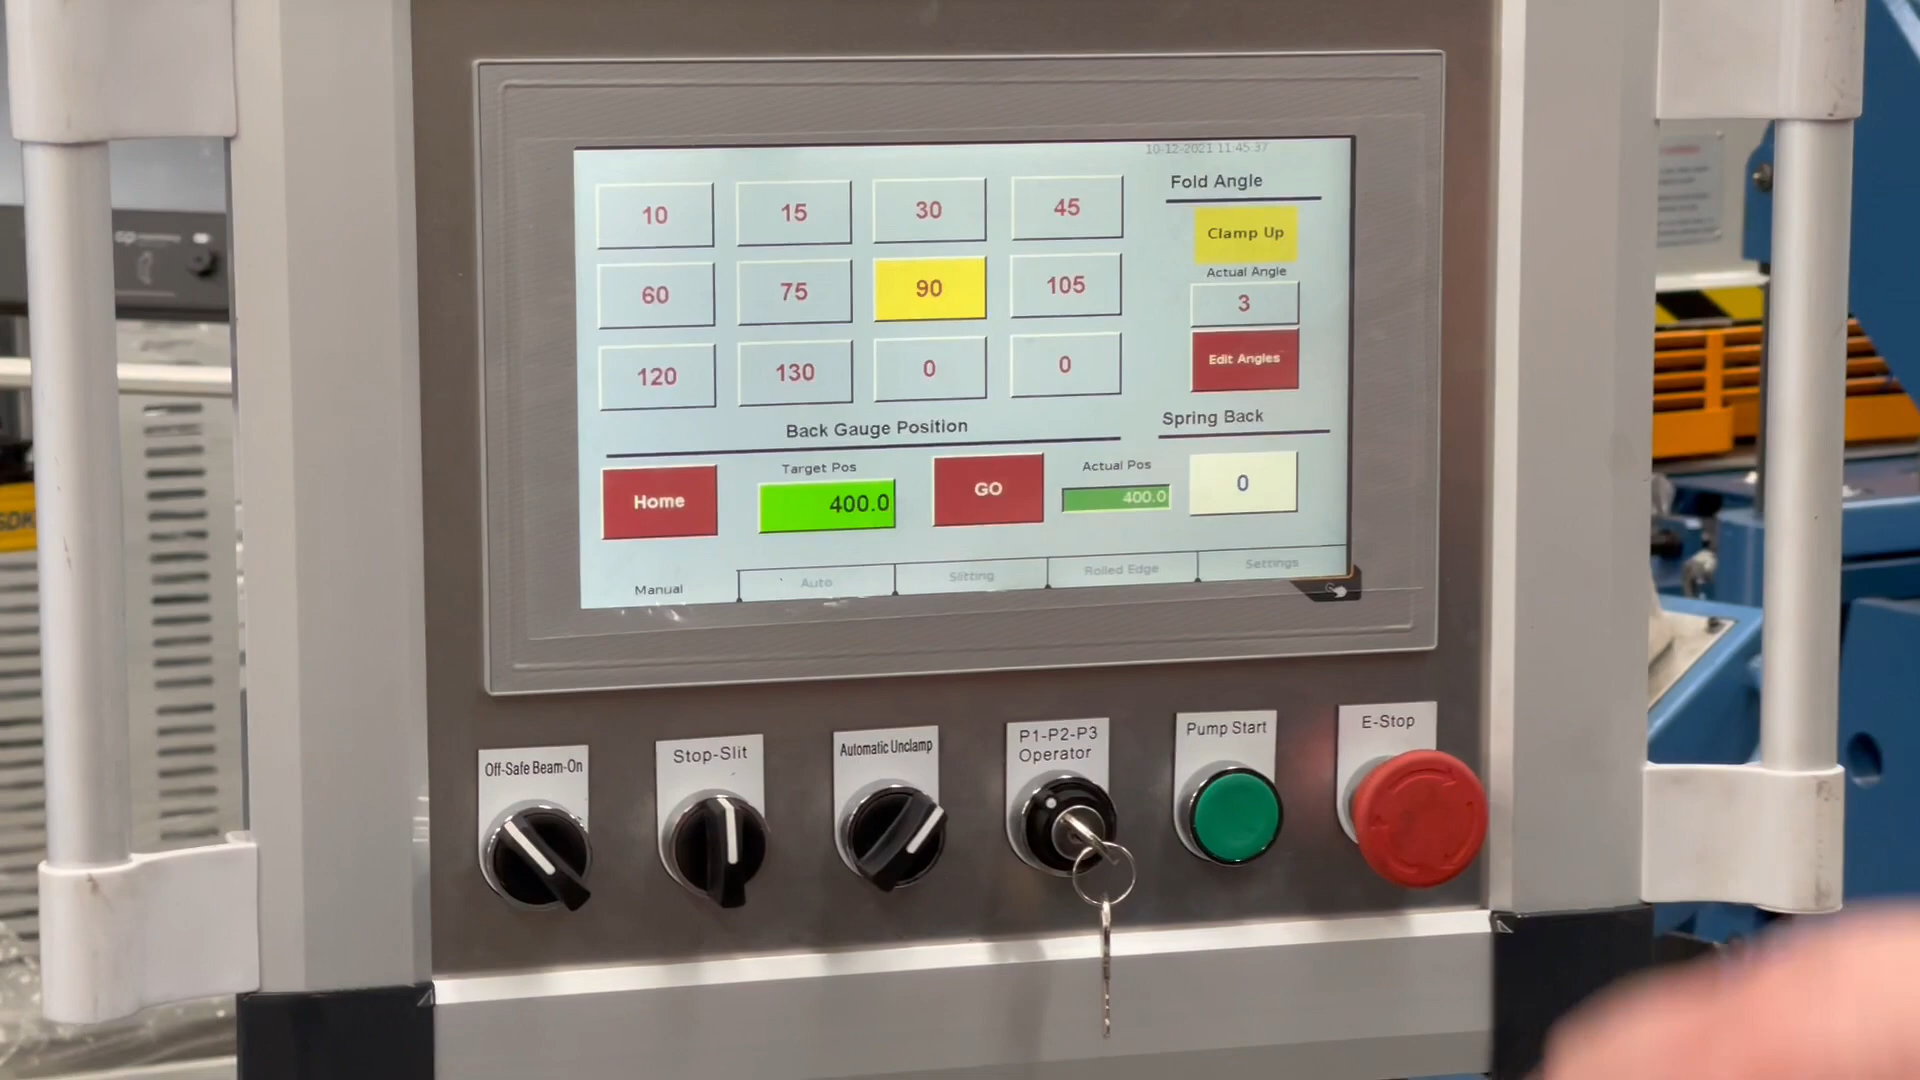 10-12-2021 11:45:37
10 15 30 45
60 75 90 105
120 130 0 0
Fold Angle
Clamp Up
Actual Angle
3
Edit Angles
Back Gauge Position
Spring Back
Home
Target Pos
400.0
GO
Actual Pos
400.0
0
Manual
Auto
Slitting
Rolled Edge
Settings
Off-Safe Beam-On
Stop-Slit
Automatic Unclamp
P1-P2-P3
Operator
Pump Start
E-Stop